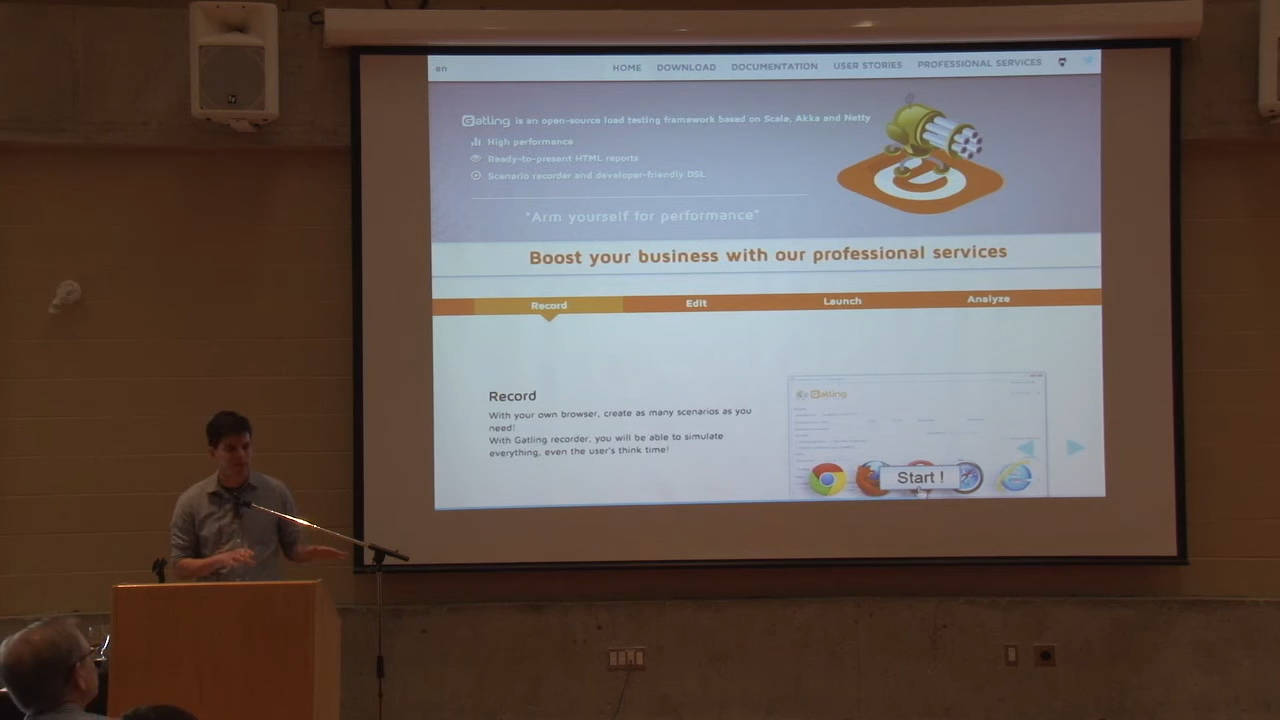 en
HOME DOWNLOAD DOCUMENTATION USER STORIES PROFESSIONAL SERVICES
Gatling is an open-source load testing framework based on Scala, Akka and Netty
High performance
Ready-to-present HTML reports
Scenario recorder and developer-friendly DSL
"Arm yourself for performance"
Boost your business with our professional services
Record Edit Launch Analyze
Record
With your own browser, create as many scenarios as you
need!
With Gatling recorder, you will be able to simulate
everything, even the user's think time!
Gatling
Start !